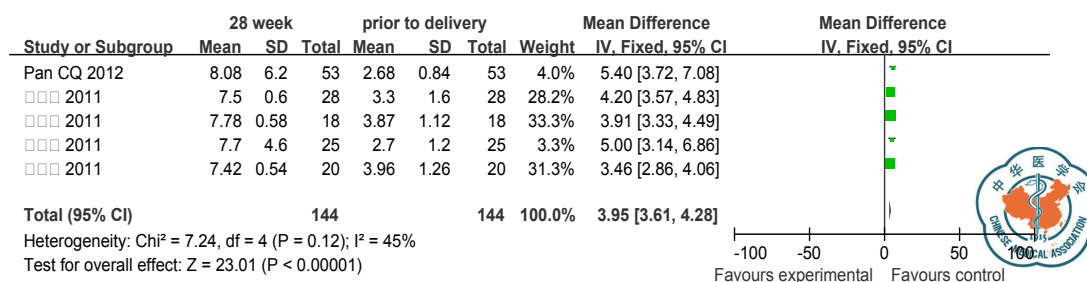 28 week prior to delivery Mean Difference Mean Difference
Study or Subgroup Mean SD Total Mean SD Total Weight IV, Fixed, 95% CI IV, Fixed, 95% CI
Pan CQ 2012 8.08 6.2 53 2.68 0.84 53 4.0% 5.40 [3.72, 7.08]
□□□ 2011 7.5 0.6 28 3.3 1.6 28 28.2% 4.20 [3.57, 4.83]
□□□ 2011 7.78 0.58 18 3.87 1.12 18 33.3% 3.91 [3.33, 4.49]
□□□ 2011 7.7 4.6 25 2.7 1.2 25 3.3% 5.00 [3.14, 6.86]
□□□ 2011 7.42 0.54 20 3.96 1.26 20 31.3% 3.46 [2.86, 4.06]
Total (95% CI) 144 144 100.0% 3.95 [3.61, 4.28]
Heterogeneity: Chi² = 7.24, df = 4 (P = 0.12); I² = 45%
Test for overall effect: Z = 23.01 (P < 0.00001)
-100 -50 0 50 100
Favours experimental Favours control
中华医学会
CHINESE MEDICAL ASSOCIATION
1915